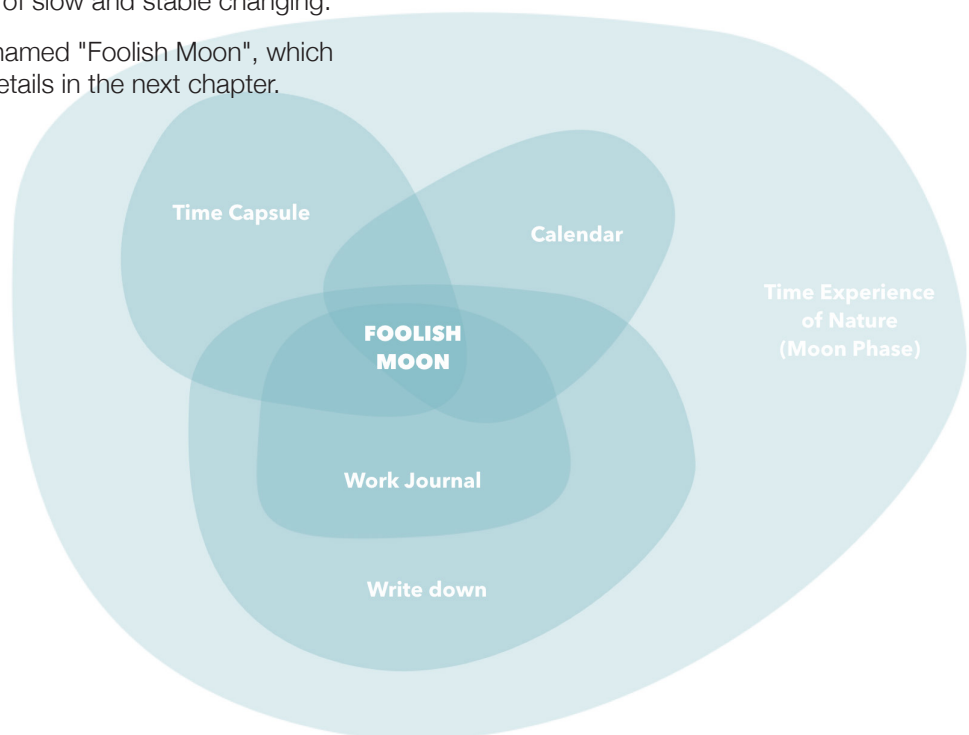 of slow and stable changing.
named "Foolish Moon", which
etails in the next chapter.
Time Capsule
Calendar
Time Experience
of Nature
(Moon Phase)
FOOLISH
MOON
Work Journal
Write down